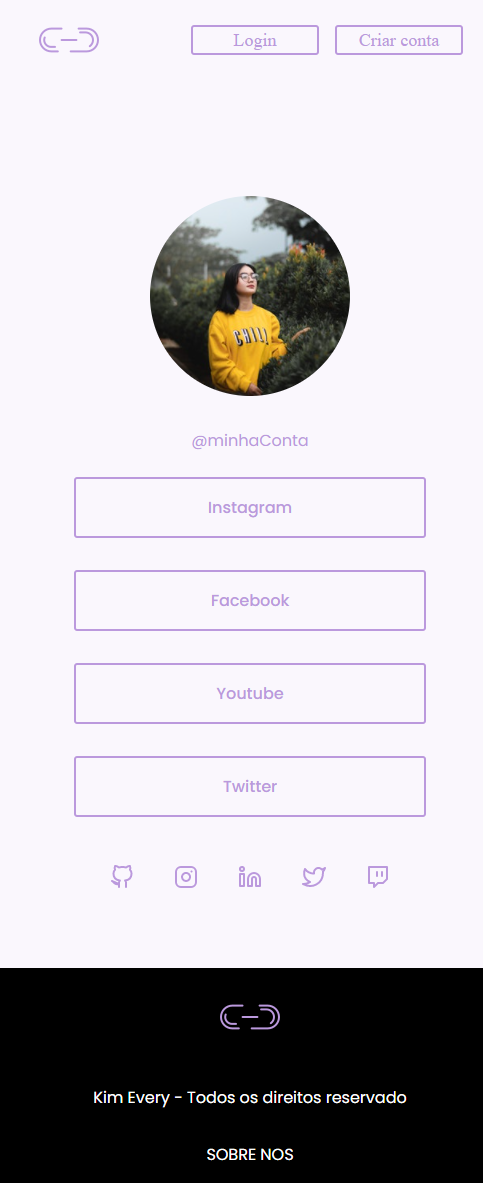 Login
Criar conta
CHILL
@minhaConta
Instagram
Facebook
Youtube
Twitter
Kim Every - Todos os direitos reservado
SOBRE NOS